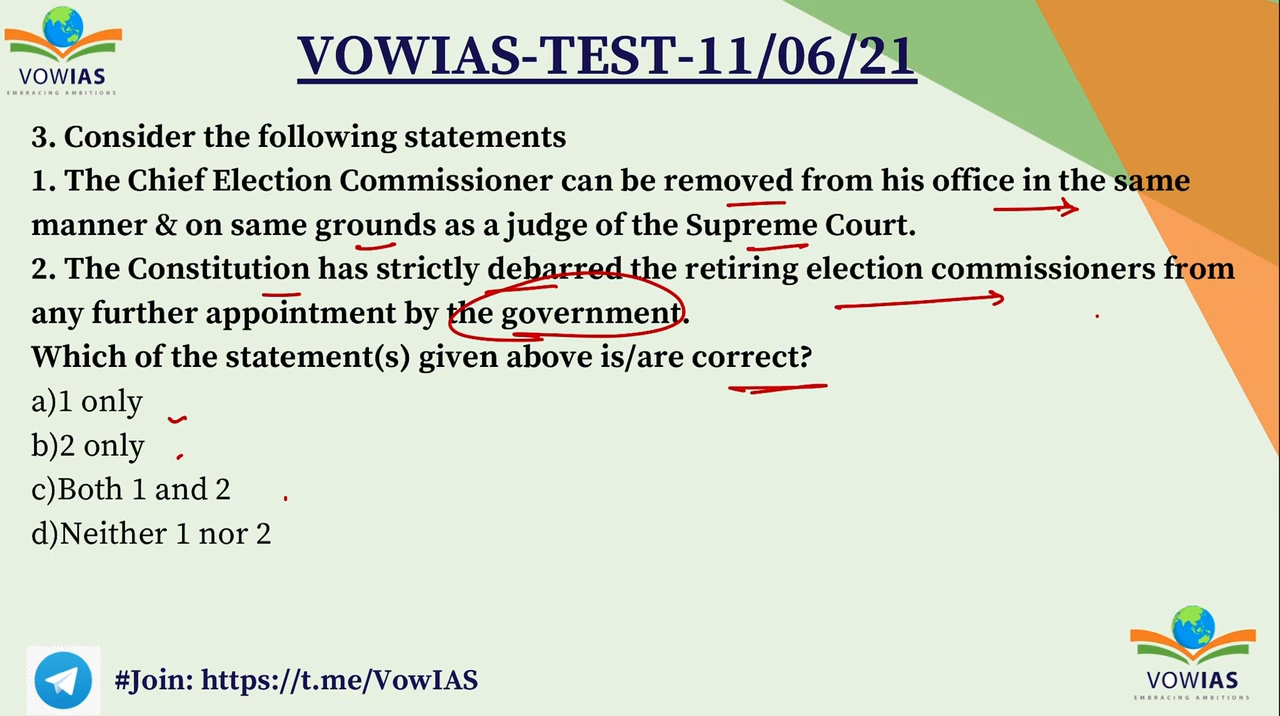 VOWIAS
EMBRACING AMBITIONS
VOWIAS-TEST-11/06/21
3. Consider the following statements
1. The Chief Election Commissioner can be removed from his office in the same
manner & on same grounds as a judge of the Supreme Court.
2. The Constitution has strictly debarred the retiring election commissioners from
any further appointment by the government.
Which of the statement(s) given above is/are correct?
a)1 only
b)2 only
c)Both 1 and 2
d)Neither 1 nor 2
#Join: https://t.me/VowIAS
VOWIAS
EMBRACING AMBITIONS